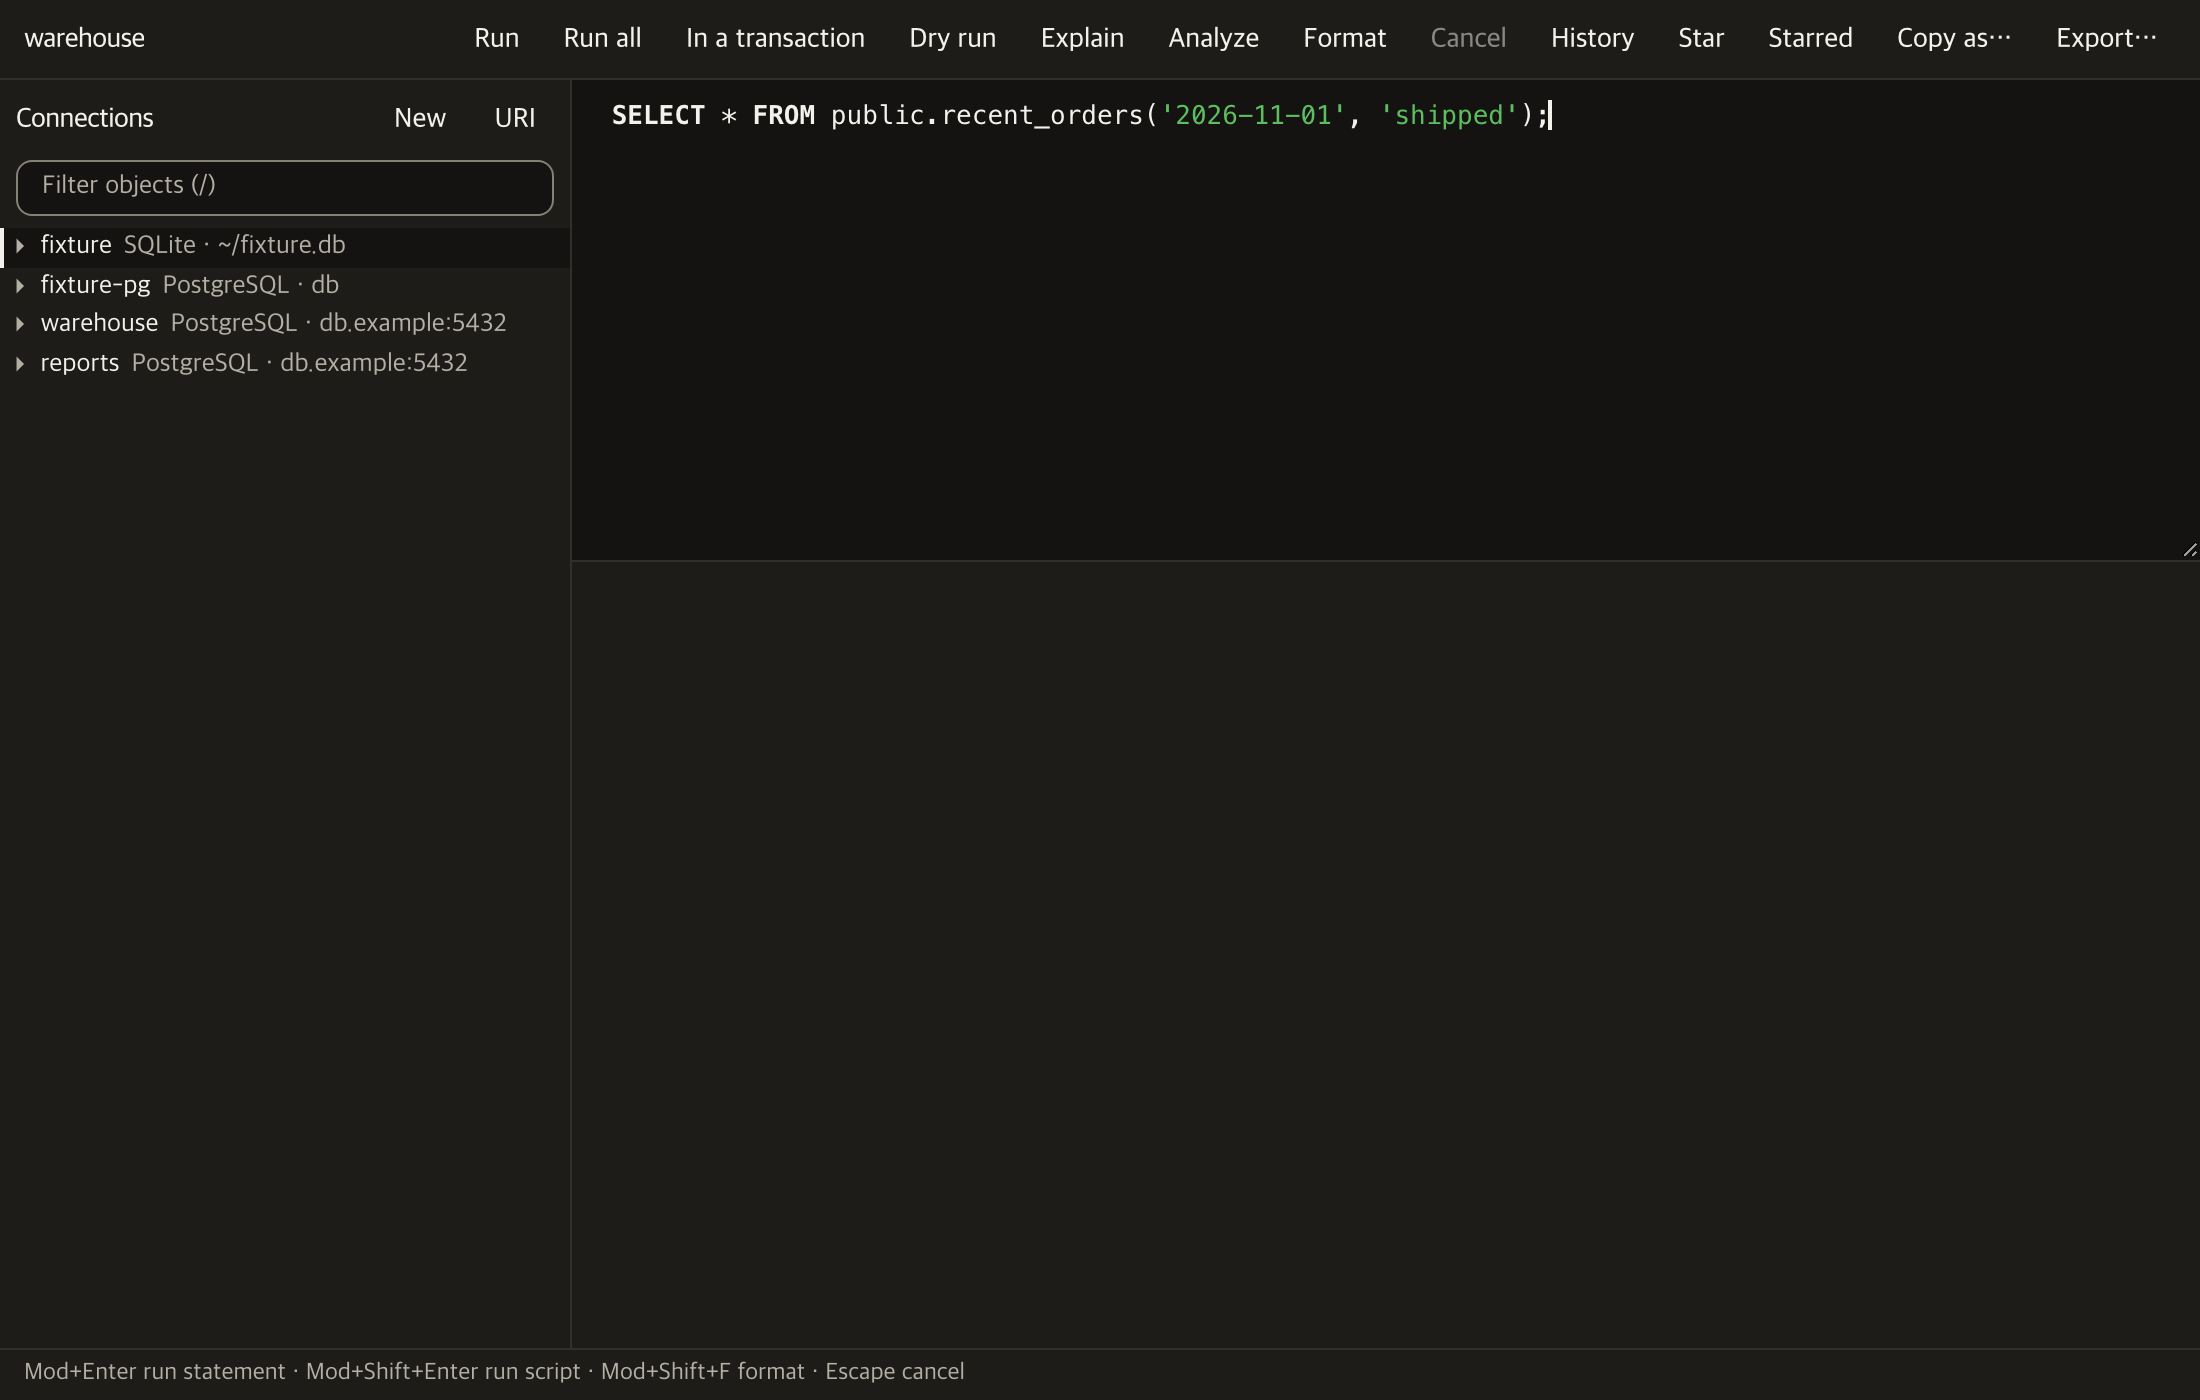 warehouse Run Run all In a transaction Dry run Explain Analyze Format Cancel History Star Starred Copy as… Export…
Connections New URI
Filter objects (/)
fixture SQLite · ~/fixture.db
fixture-pg PostgreSQL · db
warehouse PostgreSQL · db.example:5432
reports PostgreSQL · db.example:5432
SELECT * FROM public.recent_orders('2026-11-01', 'shipped');
Mod+Enter run statement · Mod+Shift+Enter run script · Mod+Shift+F format · Escape cancel